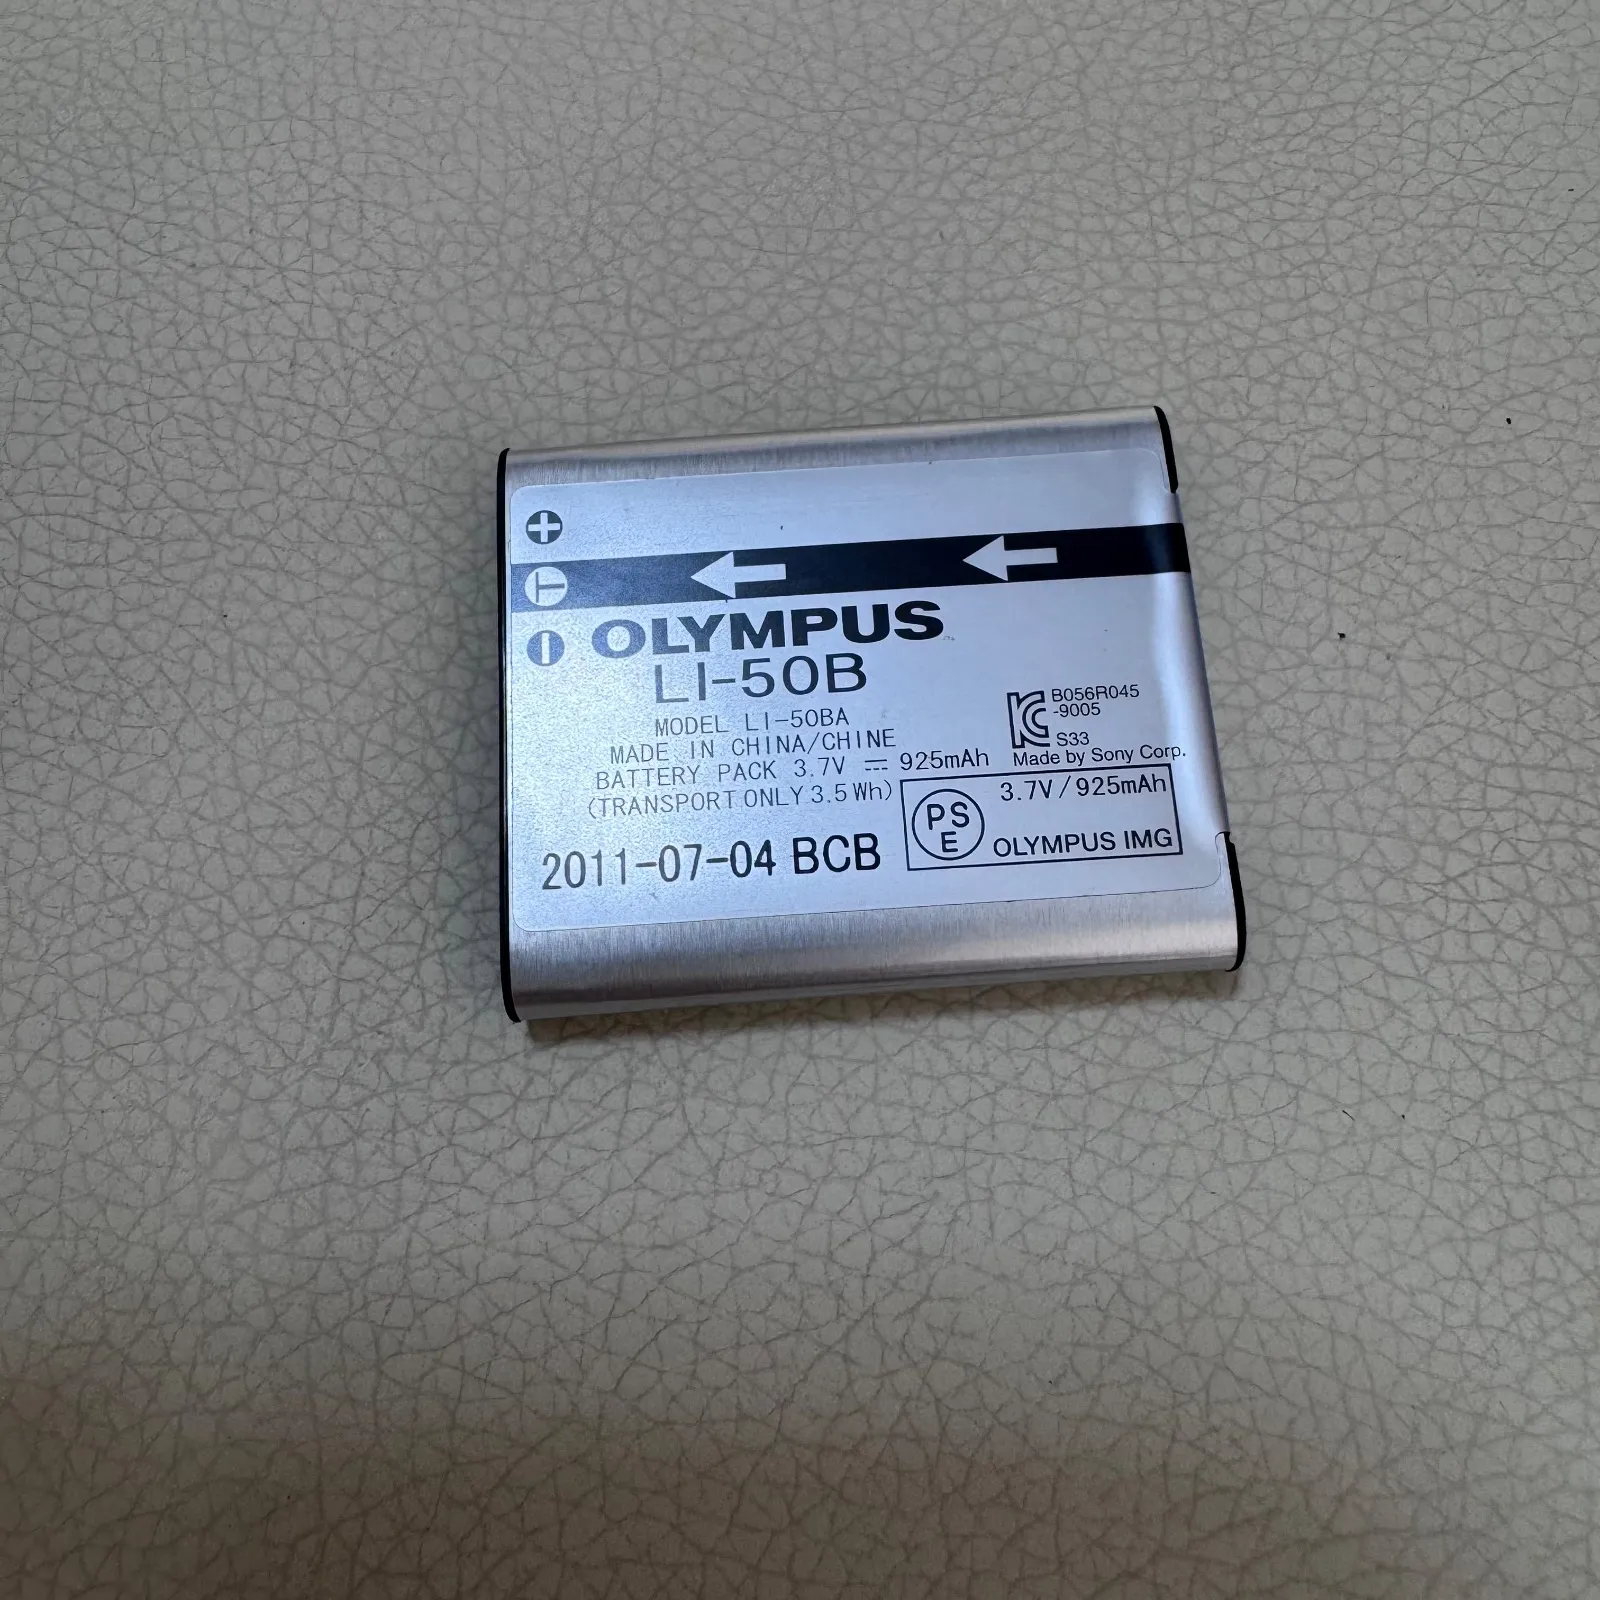 OLYMPUS
LI-50B
MODEL LI-50BA
MADE IN CHINA/CHINE
BATTERY PACK 3.7V ⎓ 925mAh
(TRANSPORT ONLY 3.5 Wh)
2011-07-04 BCB
B056R045
-9005
S33
Made by Sony Corp.
PS
E
3.7V/925mAh
OLYMPUS IMG